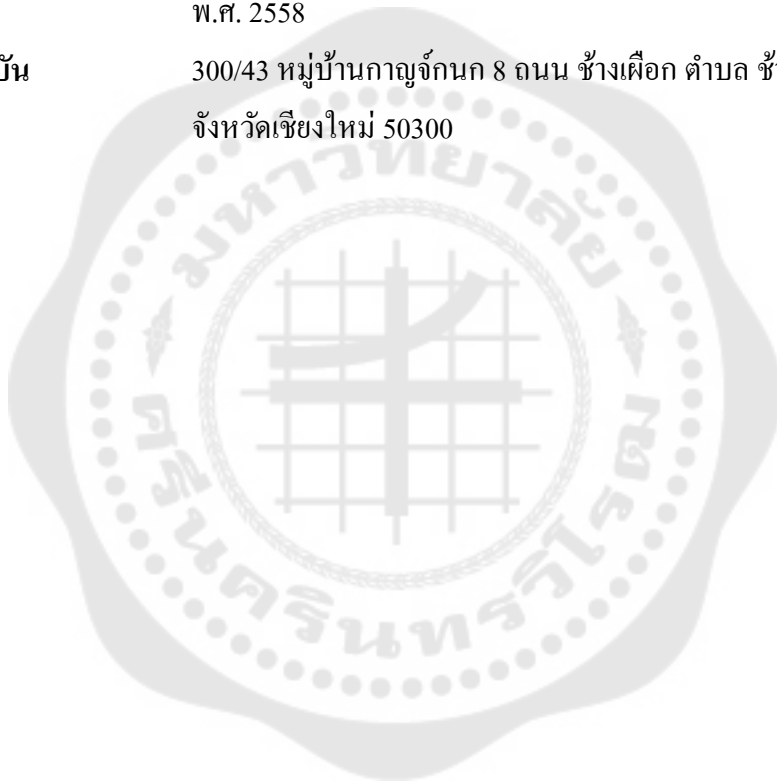 พ.ศ. 2558
บัน 300/43 หมู่บ้านกาญจ์กนก 8 ถนน ช้างเผือก ตำบล ช้า
จังหวัดเชียงใหม่ 50300
มหาวิทยาลัย
ศรีนครินทรวิโรฒ